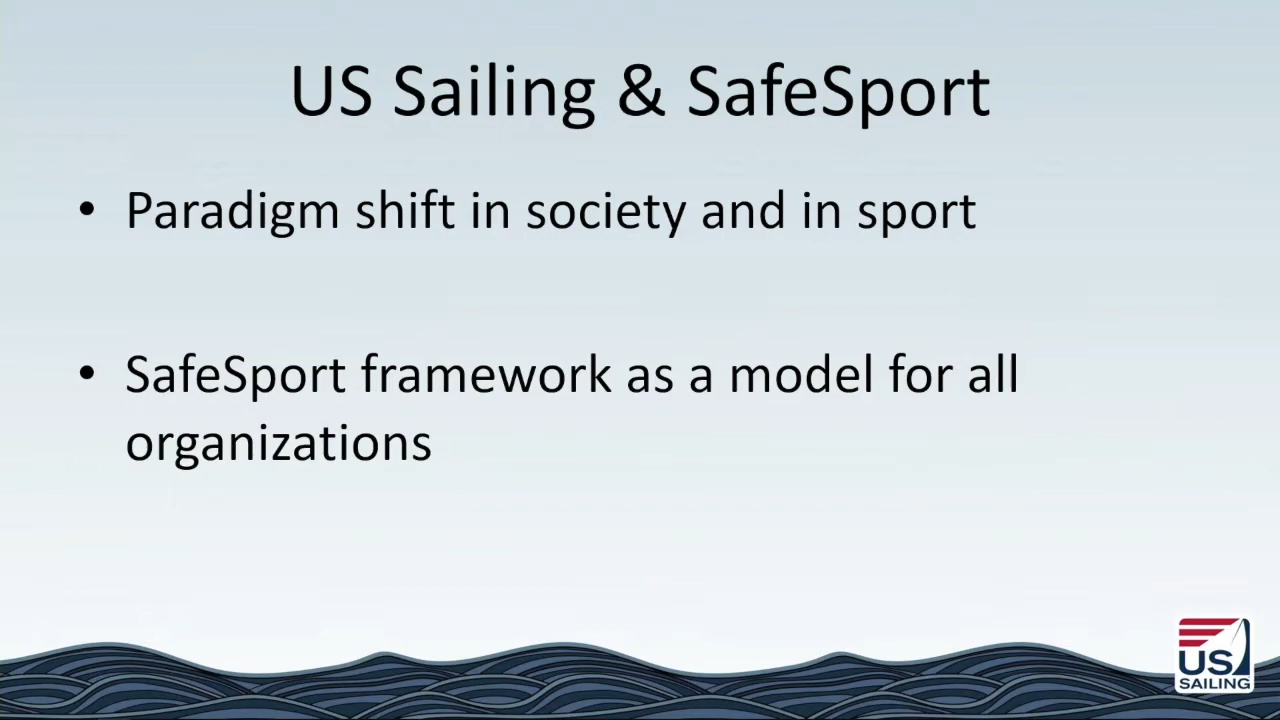 US Sailing & SafeSport
• Paradigm shift in society and in sport
• SafeSport framework as a model for all
organizations
US
SAILING